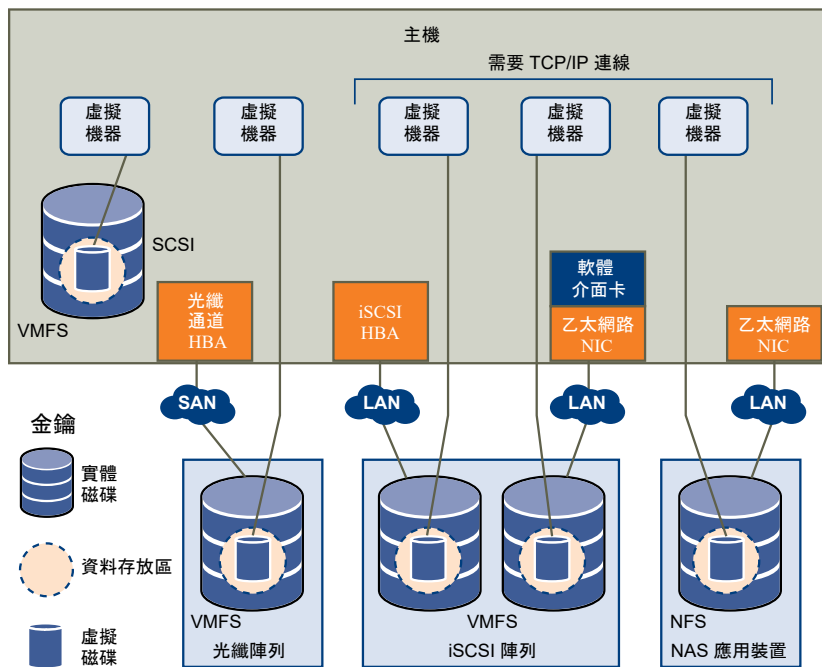 主機
需要 TCP/IP 連線
虛擬
機器
虛擬
機器
虛擬
機器
虛擬
機器
虛擬
機器
SCSI
VMFS
光纖
通道
HBA
iSCSI
HBA
軟體
介面卡
乙太網路
NIC
乙太網路
NIC
SAN
LAN
LAN
LAN
金鑰
實體
磁碟
資料存放區
虛擬
磁碟
VMFS
光纖陣列
VMFS
iSCSI 陣列
NFS
NAS 應用裝置